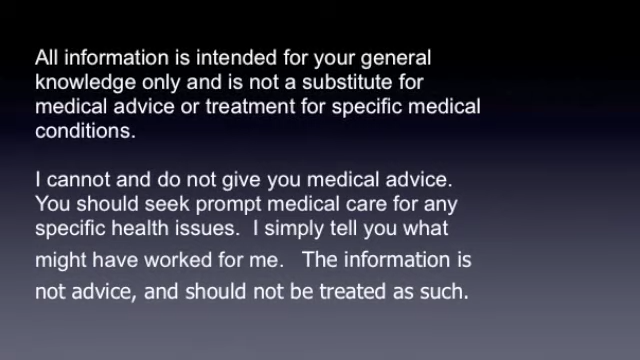 All information is intended for your general
knowledge only and is not a substitute for
medical advice or treatment for specific medical
conditions.
I cannot and do not give you medical advice.
You should seek prompt medical care for any
specific health issues.  I simply tell you what
might have worked for me.   The information is
not advice, and should not be treated as such.